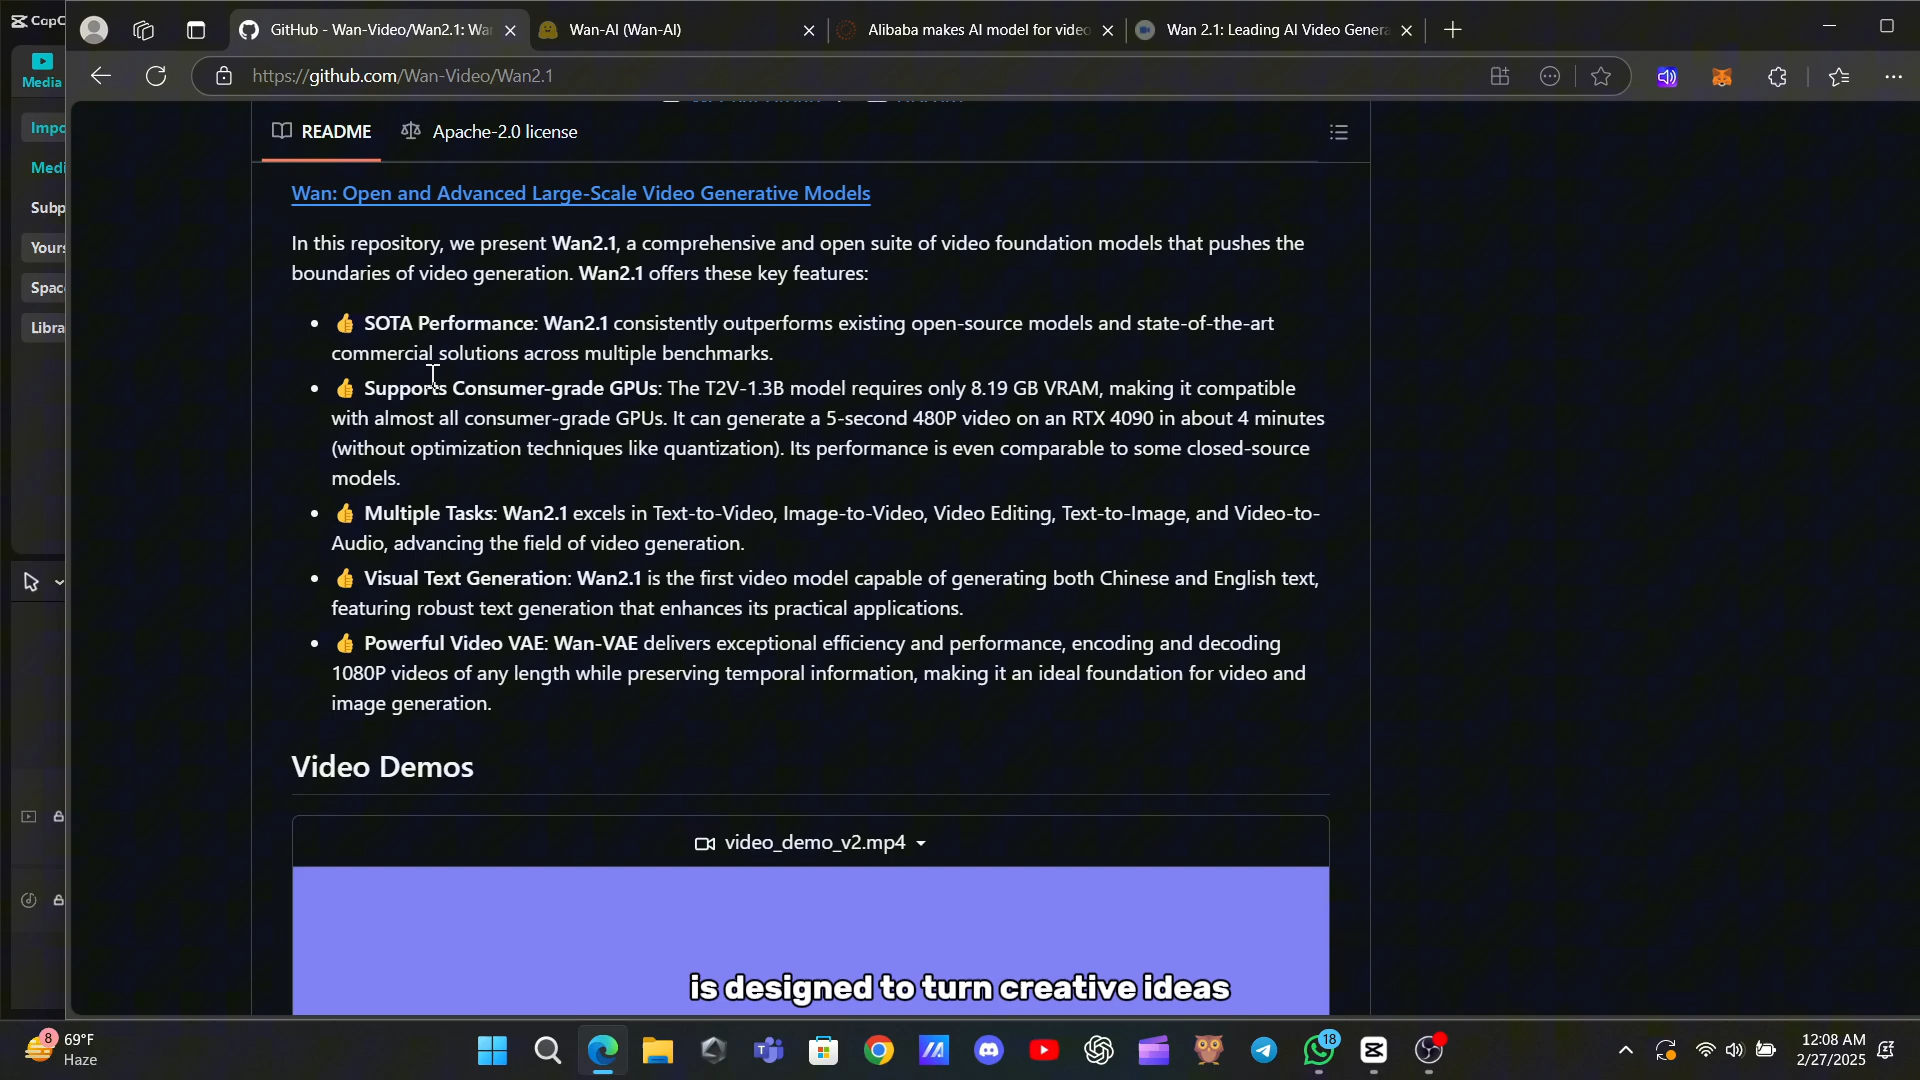 CapC
GitHub - Wan-Video/Wan2.1: Wa
Wan-AI (Wan-AI)
Alibaba makes AI model for vide
Wan 2.1: Leading AI Video Genera
Media
https://github.com/Wan-Video/Wan2.1
Impo
Medi
Subp
Yours
Spac
Libra
README
Apache-2.0 license
Wan: Open and Advanced Large-Scale Video Generative Models
In this repository, we present Wan2.1, a comprehensive and open suite of video foundation models that pushes the
boundaries of video generation. Wan2.1 offers these key features:
• 👍 SOTA Performance: Wan2.1 consistently outperforms existing open-source models and state-of-the-art
commercial solutions across multiple benchmarks.
• 👍 Supports Consumer-grade GPUs: The T2V-1.3B model requires only 8.19 GB VRAM, making it compatible
with almost all consumer-grade GPUs. It can generate a 5-second 480P video on an RTX 4090 in about 4 minutes
(without optimization techniques like quantization). Its performance is even comparable to some closed-source
models.
• 👍 Multiple Tasks: Wan2.1 excels in Text-to-Video, Image-to-Video, Video Editing, Text-to-Image, and Video-to-
Audio, advancing the field of video generation.
• 👍 Visual Text Generation: Wan2.1 is the first video model capable of generating both Chinese and English text,
featuring robust text generation that enhances its practical applications.
• 👍 Powerful Video VAE: Wan-VAE delivers exceptional efficiency and performance, encoding and decoding
1080P videos of any length while preserving temporal information, making it an ideal foundation for video and
image generation.
Video Demos
video_demo_v2.mp4
is designed to turn creative ideas
8
69°F
Haze
18
12:08 AM
2/27/2025